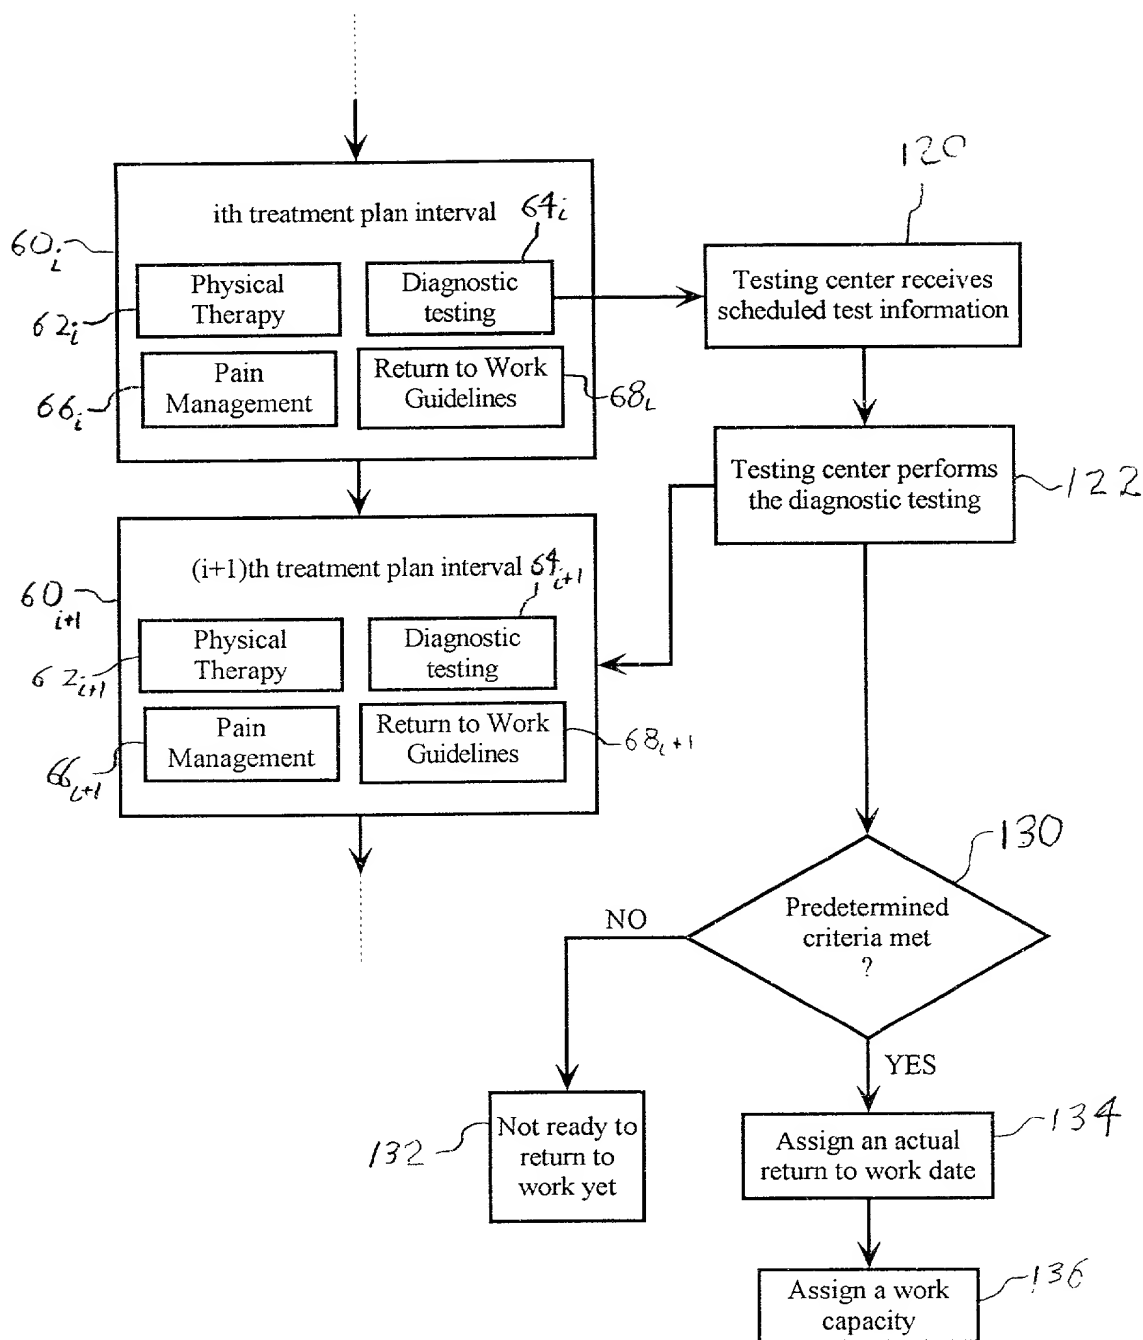 120
ith treatment plan interval
64i
60i
Physical
Therapy
Diagnostic
testing
Testing center receives
scheduled test information
62i
Pain
Management
Return to Work
Guidelines
66i
68i
Testing center performs
the diagnostic testing
122
(i+1)th treatment plan interval
64i+1
60i+1
Physical
Therapy
Diagnostic
testing
62i+1
Pain
Management
Return to Work
Guidelines
68i+1
66i+1
130
Predetermined
criteria met
?
NO
YES
132
Not ready to
return to
work yet
134
Assign an actual
return to work date
136
Assign a work
capacity